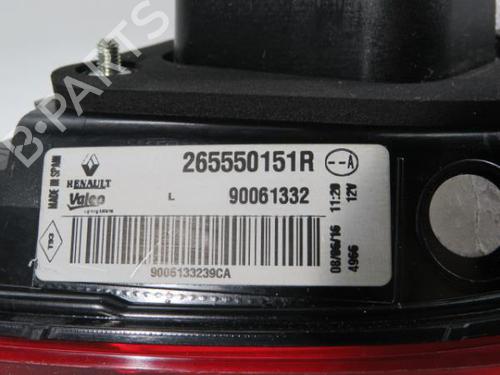 B-PARTS
MADE IN SPAIN
RENAULT
Valeo
265550151R
--A
L
90061332
9006133239CA
08/06/16 11:20
4966 12V